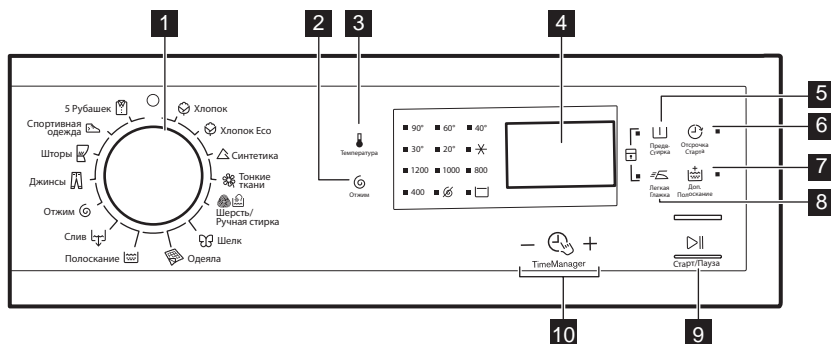 1
2
3
4
5
6
7
8
9
10
5 Рубашек
Спортивная
одежда
Шторы
Джинсы
Отжим
Слив
Полоскание
Хлопок
Хлопок Eco
Синтетика
Тонкие
ткани
Шерсть/
Ручная стирка
Шелк
Одеяла
Температура
Отжим
90° 60° 40°
30° 20°
1200 1000 800
400
Предв-
Стирка
Отсрочка
Старта
Легкая
Глажка
Доп.
Полоскание
− +
TimeManager
Старт/Пауза